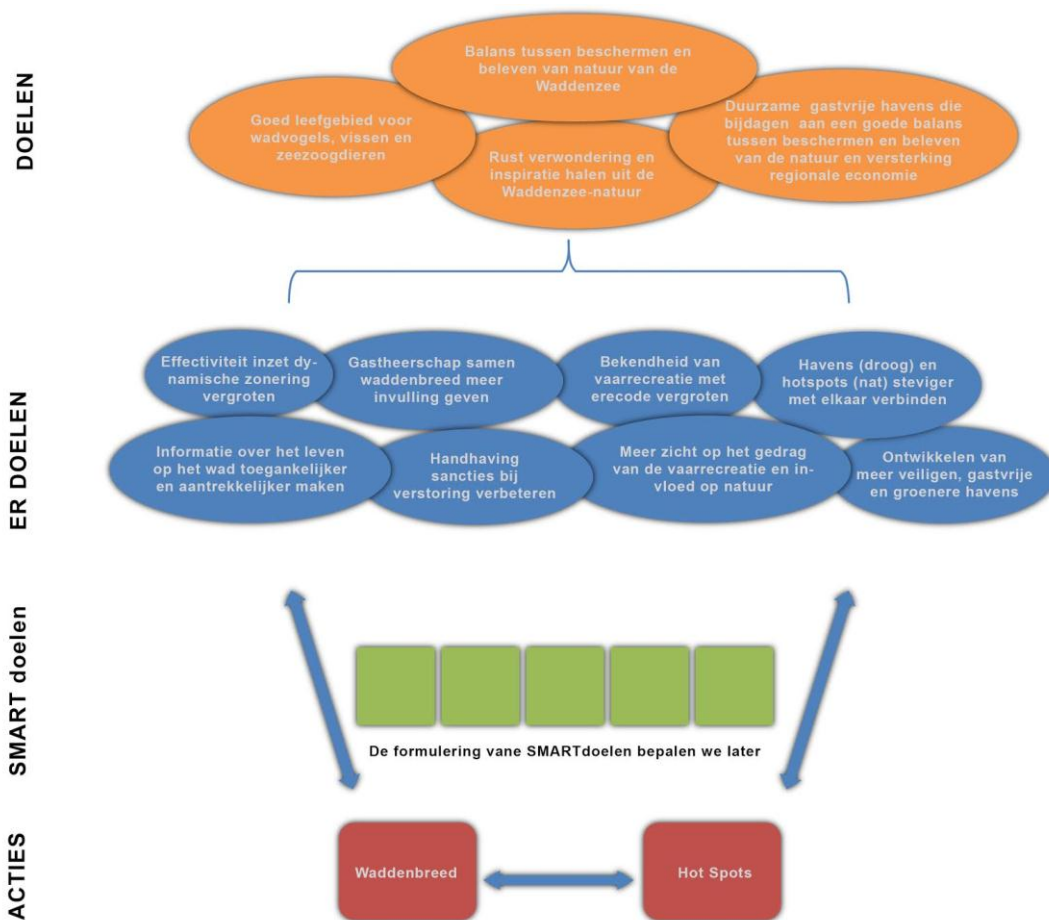 DOELEN
Balans tussen beschermen en
beleven van natuur van de
Waddenzee
Goed leefgebied voor
wadvogels, vissen en
zeezoogdieren
Rust verwondering en
inspiratie halen uit de
Waddenzee-natuur
Duurzame gastvrije havens die
bijdagen aan een goede balans
tussen beschermen en beleven
van de natuur en versterking
regionale economie
ER DOELEN
Effectiviteit inzet dy-
namische zonering
vergroten
Gastheerschap samen
waddenbreed meer
invulling geven
Bekendheid van
vaarrecreatie met
erecode vergroten
Havens (droog) en
hotspots (nat) steviger
met elkaar verbinden
Informatie over het leven
op het wad toegankelijker
en aantrekkelijker maken
Handhaving
sancties bij
verstoring verbeteren
Meer zicht op het gedrag
van de vaarrecreatie en in-
vloed op natuur
Ontwikkelen van
meer veiligen, gastvrije
en groenere havens
SMART doelen
De formulering vane SMARTdoelen bepalen we later
ACTIES
Waddenbreed
Hot Spots